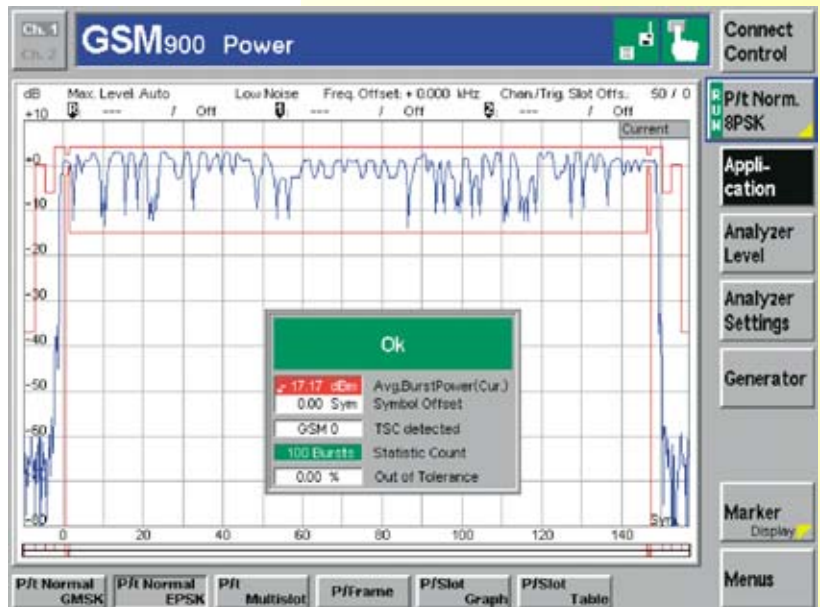 Ch. 1
Ch. 2
GSM900 Power
Connect
Control
dB Max. Level: Auto Low Noise Freq. Offset: + 0.000 kHz Chan./Trig. Slot Offs.: 50 / 0
+10 --- / Off --- / Off --- / Off
Current
RUN
P/t Norm.
8PSK
Appli-
cation
Analyzer
Level
Analyzer
Settings
Generator
Marker
Display
Menus
-10
-20
-30
-40
-50
-60
Ok
17.17 dBm Avg.BurstPower(Cur.)
0.00 Sym Symbol Offset
GSM 0 TSC detected
100 Bursts Statistic Count
0.00 % Out of Tolerance
0 20 40 60 80 100 120 140
Sym
P/t Normal
GMSK
P/t Normal
EPSK
P/t
Multislot
P/Frame
P/Slot
Graph
P/Slot
Table